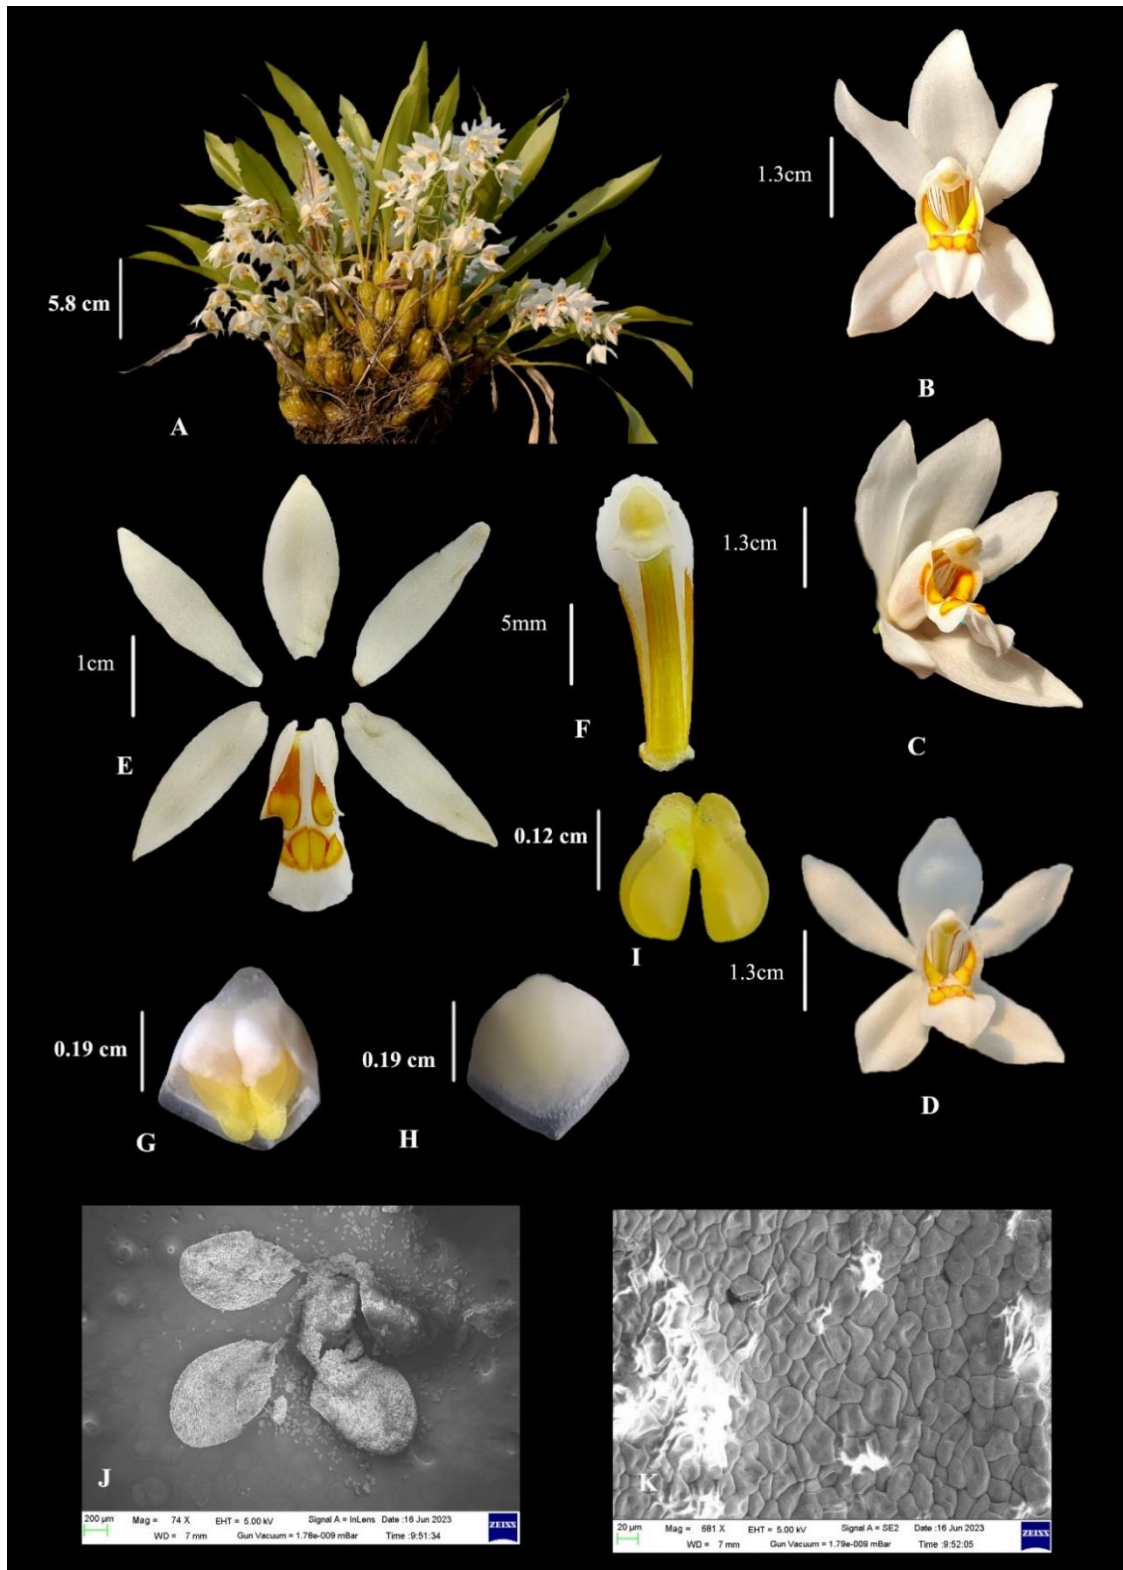 1.3cm
B
5.8 cm
A
1.3cm
C
5mm
F
1cm
E
0.12 cm
I
1.3cm
D
0.19 cm
G
0.19 cm
H
J
200 µm
Mag = 74 X
EHT = 5.00 kV
Signal A = InLens
Date :16 Jun 2023
WD = 7 mm
Gun Vacuum = 1.78e-009 mBar
Time :9:51:34
ZEISS
K
20 µm
Mag = 681 X
EHT = 5.00 kV
Signal A = SE2
Date :16 Jun 2023
WD = 7 mm
Gun Vacuum = 1.79e-009 mBar
Time :9:52:05
ZEISS